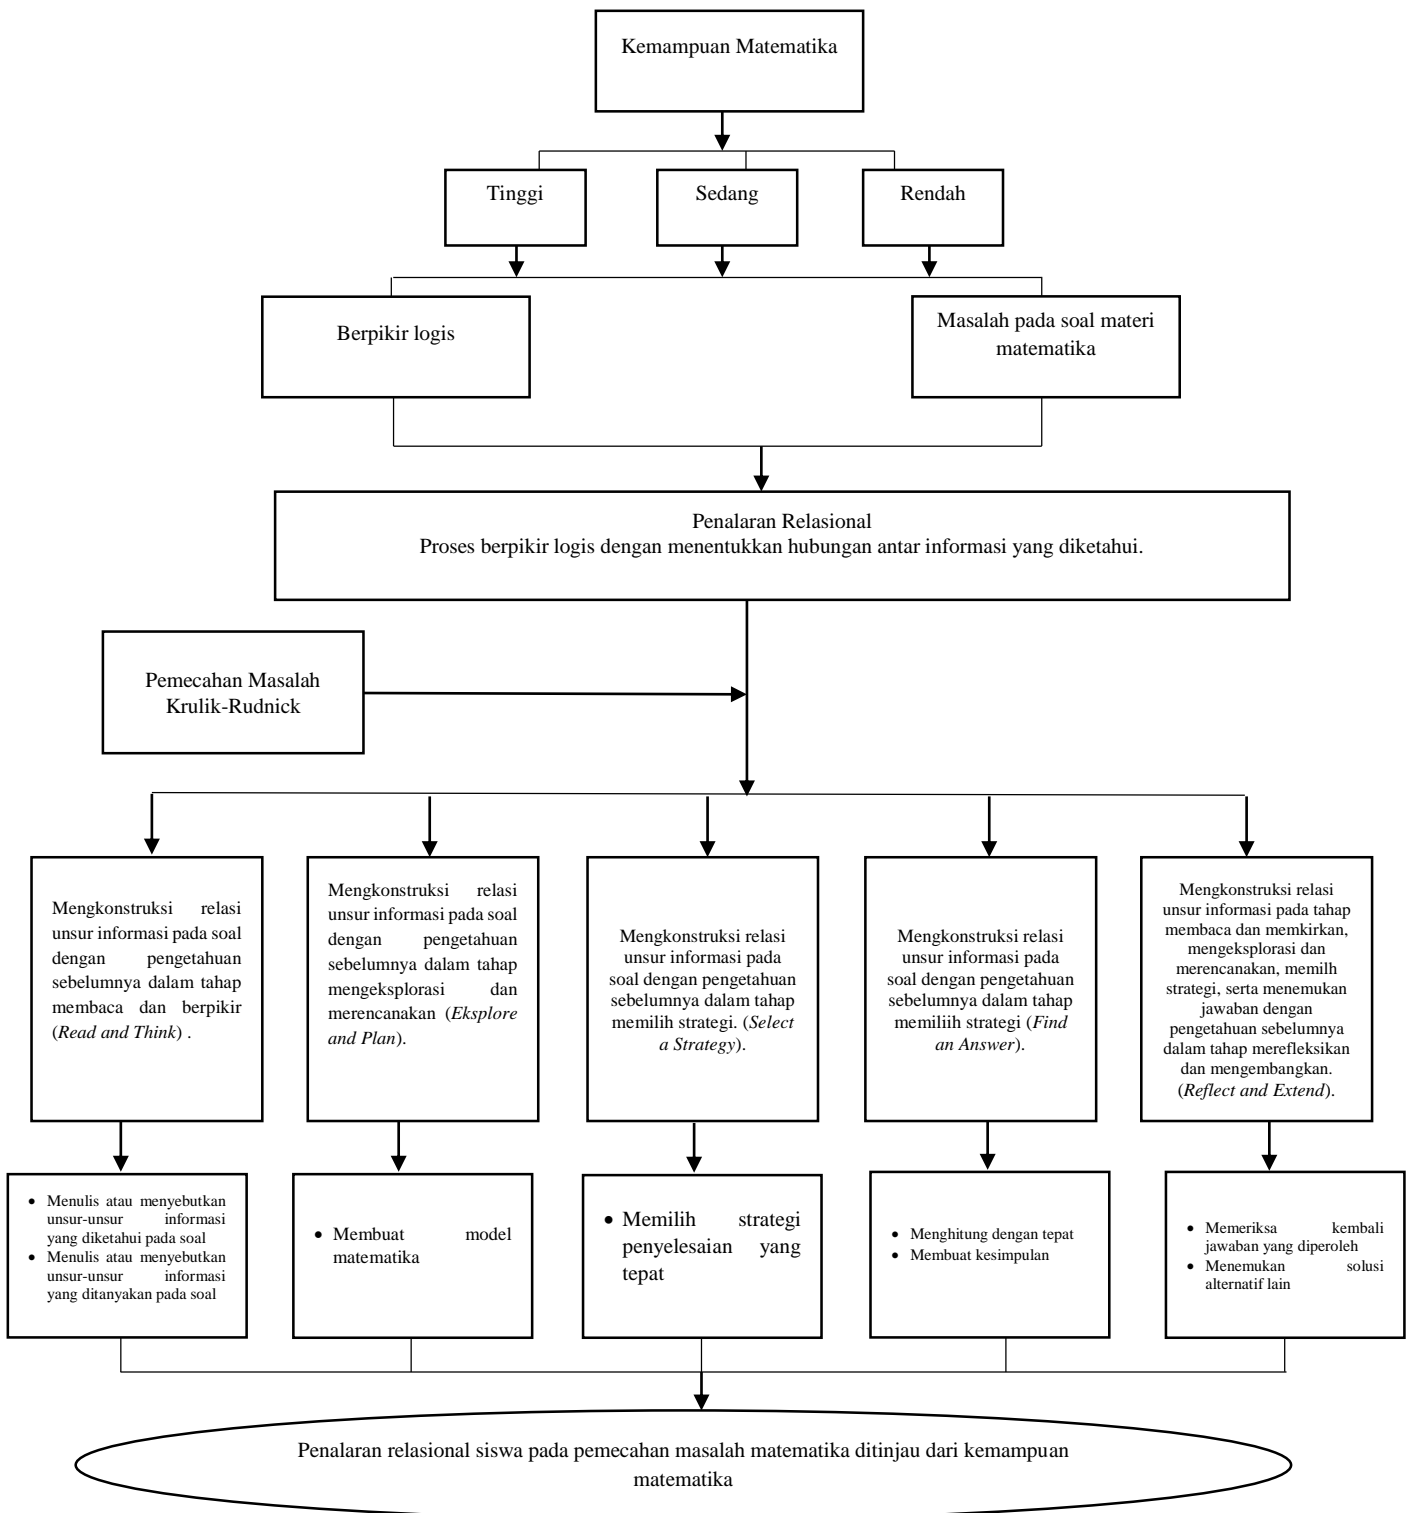 Kemampuan Matematika
Tinggi
Sedang
Rendah
Berpikir logis
Masalah pada soal materi
matematika
Penalaran Relasional
Proses berpikir logis dengan menentukkan hubungan antar informasi yang diketahui.
Pemecahan Masalah
Krulik-Rudnick
Mengkonstruksi relasi
unsur informasi pada soal
dengan pengetahuan
sebelumnya dalam tahap
membaca dan berpikir
(Read and Think) .
Mengkonstruksi relasi
unsur informasi pada soal
dengan pengetahuan
sebelumnya dalam tahap
mengeksplorasi dan
merencanakan (Eksplore
and Plan).
Mengkonstruksi relasi
unsur informasi pada
soal dengan pengetahuan
sebelumnya dalam tahap
memilih strategi. (Select
a Strategy).
Mengkonstruksi relasi
unsur informasi pada
soal dengan pengetahuan
sebelumnya dalam tahap
memiliih strategi (Find
an Answer).
Mengkonstruksi relasi
unsur informasi pada tahap
membaca dan memkirkan,
mengeksplorasi dan
merencanakan, memilh
strategi, serta menemukan
jawaban dengan
pengetahuan sebelumnya
dalam tahap merefleksikan
dan mengembangkan.
(Reflect and Extend).
• Menulis atau menyebutkan
unsur-unsur informasi
yang diketahui pada soal
• Menulis atau menyebutkan
unsur-unsur informasi
yang ditanyakan pada soal
• Membuat model
matematika
• Memilih strategi
penyelesaian yang
tepat
• Menghitung dengan tepat
• Membuat kesimpulan
• Memeriksa kembali
jawaban yang diperoleh
• Menemukan solusi
alternatif lain
Penalaran relasional siswa pada pemecahan masalah matematika ditinjau dari kemampuan
matematika